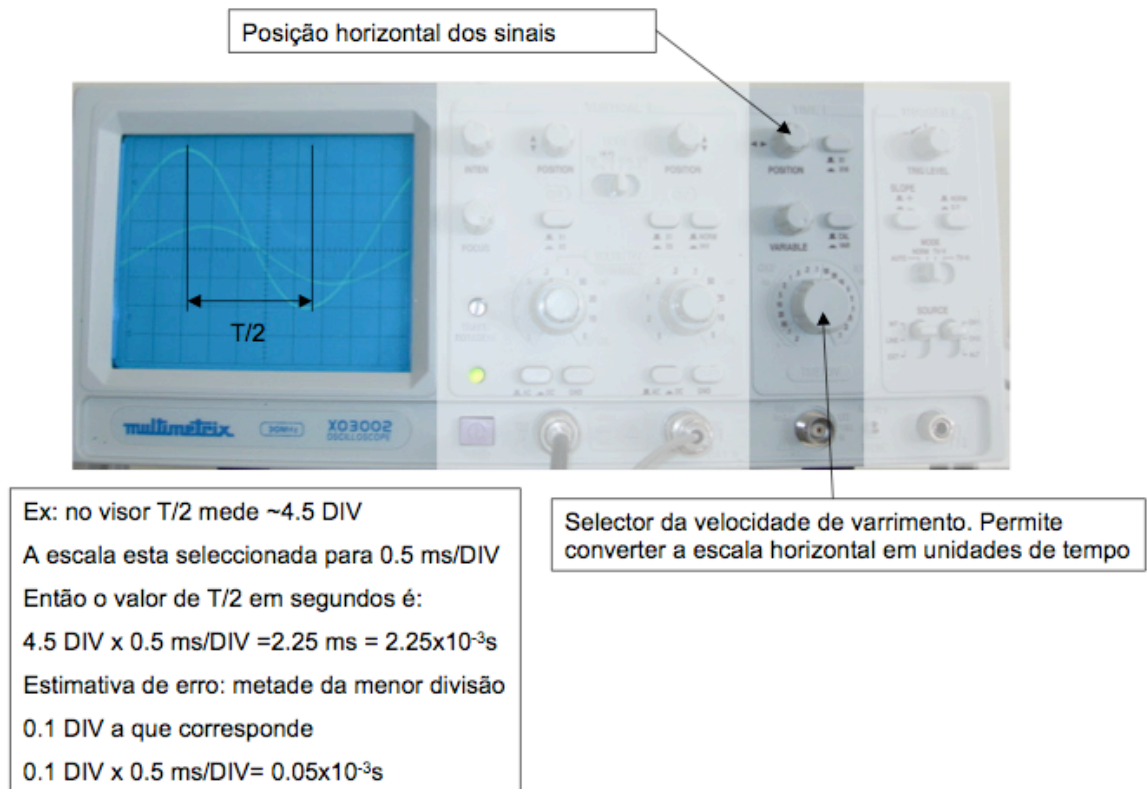 Posição horizontal dos sinais
INTEN
POSITION
POSITION
POSITION
TRIG LEVEL
SLOPE
FOCUS
VARIABLE
MODE
SOURCE
T/2
multimetrix
XO3002
OSCILLOSCOPE
Ex: no visor T/2 mede ~4.5 DIV
A escala esta seleccionada para 0.5 ms/DIV
Então o valor de T/2 em segundos é:
4.5 DIV x 0.5 ms/DIV =2.25 ms = 2.25x10⁻³s
Estimativa de erro: metade da menor divisão
0.1 DIV a que corresponde
0.1 DIV x 0.5 ms/DIV= 0.05x10⁻³s
Selector da velocidade de varrimento. Permite
converter a escala horizontal em unidades de tempo